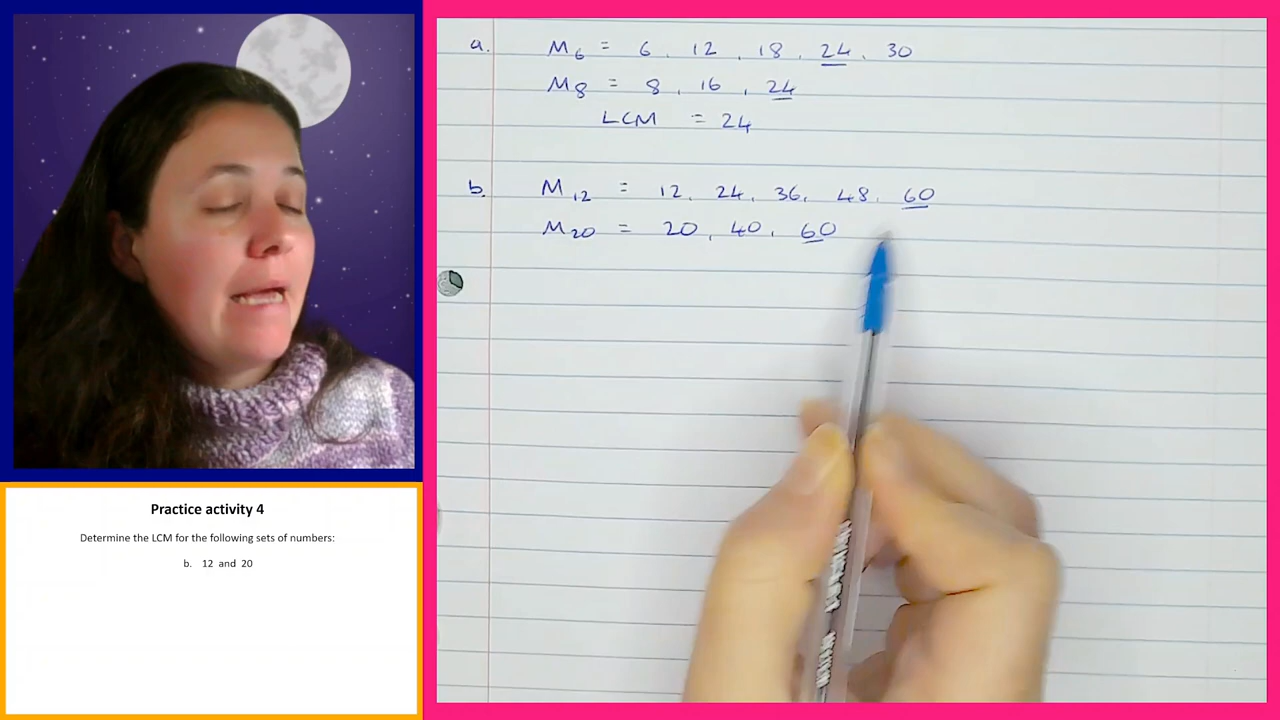 a. M6 = 6, 12, 18, 24, 30
M8 = 8, 16, 24
LCM = 24
b. M12 = 12, 24, 36, 48, 60
M20 = 20, 40, 60
Practice activity 4
Determine the LCM for the following sets of numbers:
b. 12 and 20